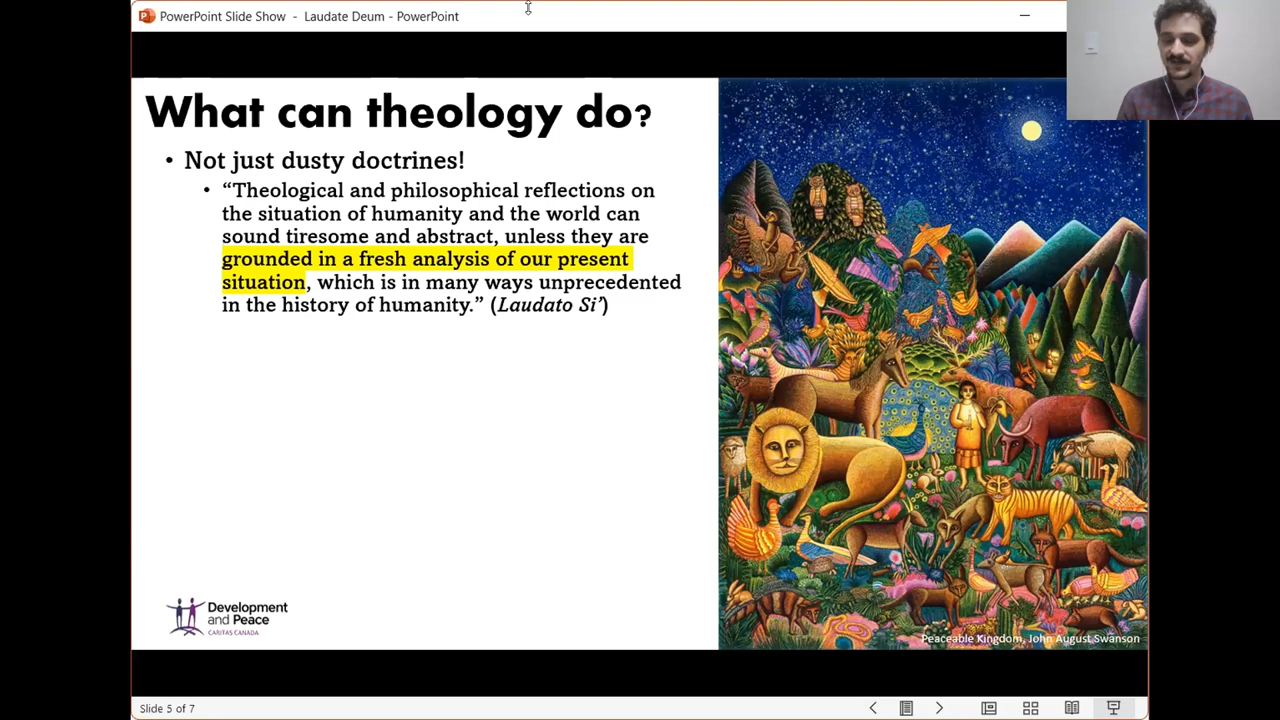 PowerPoint Slide Show - Laudate Deum - PowerPoint
What can theology do?
• Not just dusty doctrines!
• “Theological and philosophical reflections on
the situation of humanity and the world can
sound tiresome and abstract, unless they are
grounded in a fresh analysis of our present
situation, which is in many ways unprecedented
in the history of humanity.” (Laudato Si’)
Development
and Peace
CARITAS CANADA
Peaceable Kingdom, John August Swanson
Slide 5 of 7